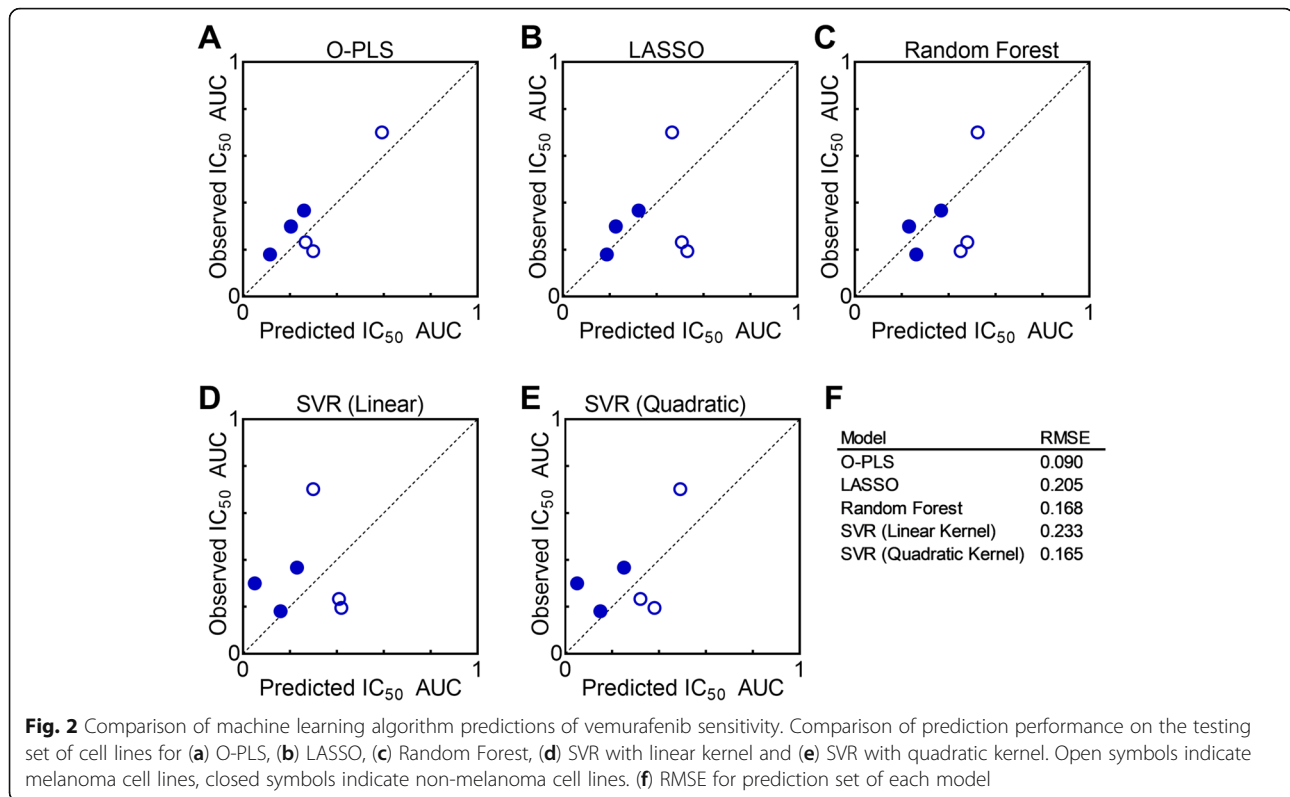 A
O-PLS
1
Observed IC50 AUC
0
0
Predicted IC50 AUC
1
B
LASSO
1
Observed IC50 AUC
0
0
Predicted IC50 AUC
1
C
Random Forest
1
Observed IC50 AUC
0
0
Predicted IC50 AUC
1
D
SVR (Linear)
1
Observed IC50 AUC
0
0
Predicted IC50 AUC
1
E
SVR (Quadratic)
1
Observed IC50 AUC
0
0
Predicted IC50 AUC
1
F
Model RMSE
O-PLS 0.090
LASSO 0.205
Random Forest 0.168
SVR (Linear Kernel) 0.233
SVR (Quadratic Kernel) 0.165
Fig. 2 Comparison of machine learning algorithm predictions of vemurafenib sensitivity. Comparison of prediction performance on the testing
set of cell lines for (a) O-PLS, (b) LASSO, (c) Random Forest, (d) SVR with linear kernel and (e) SVR with quadratic kernel. Open symbols indicate
melanoma cell lines, closed symbols indicate non-melanoma cell lines. (f) RMSE for prediction set of each model